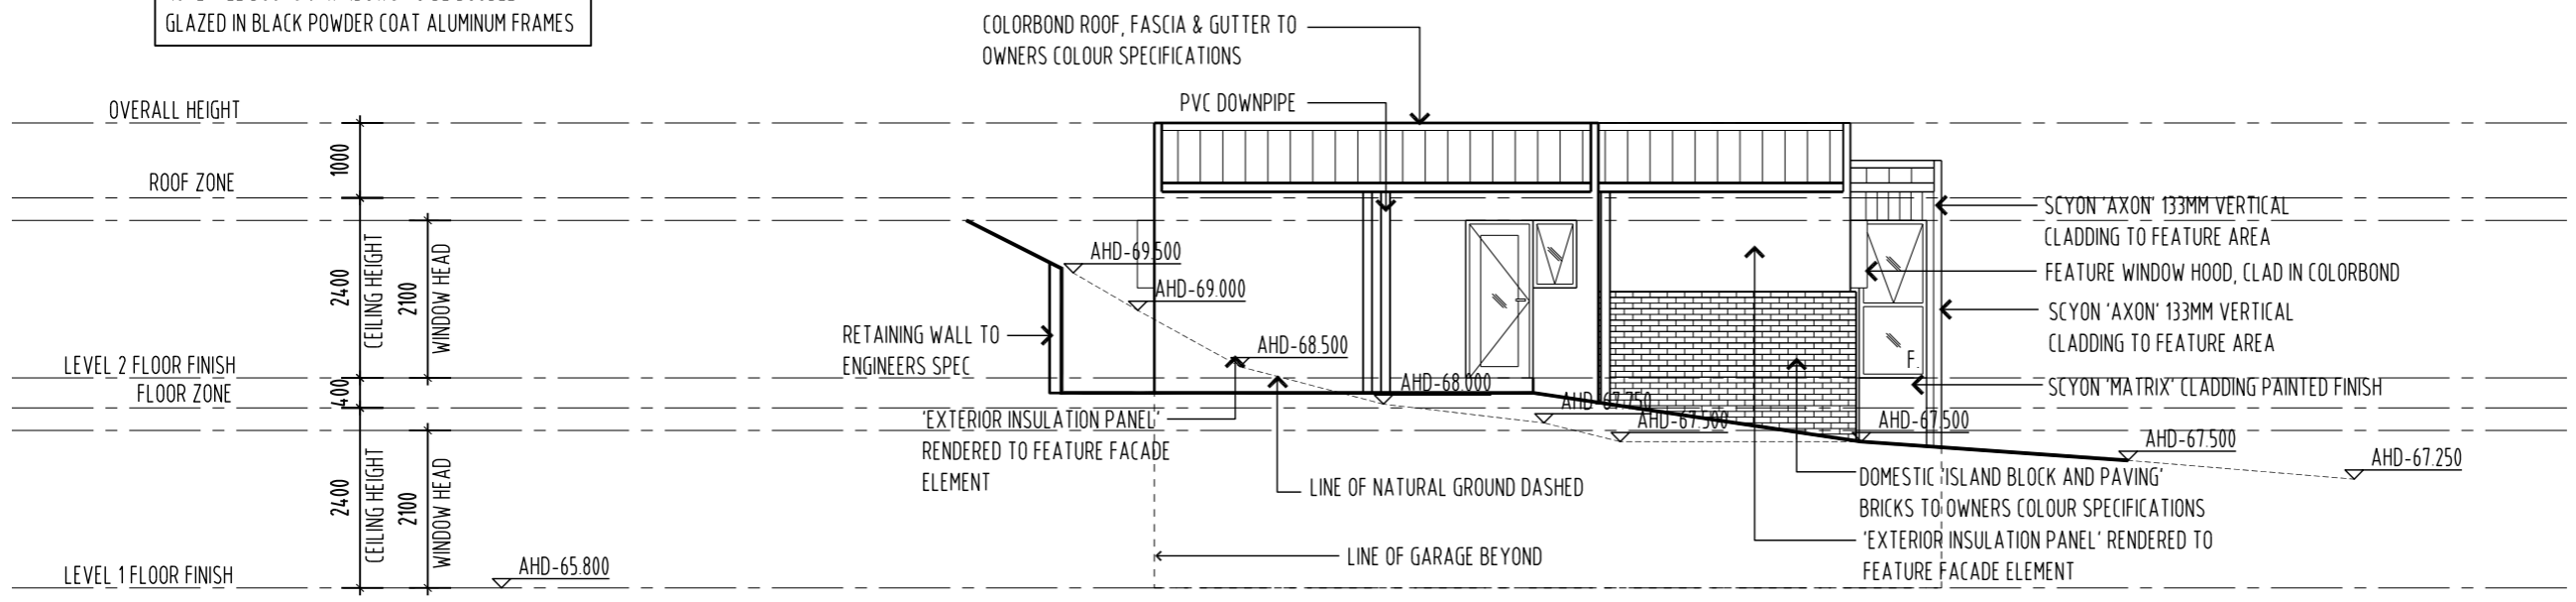 GLAZED IN BLACK POWDER COAT ALUMINUM FRAMES
COLORBOND ROOF, FASCIA & GUTTER TO
OWNERS COLOUR SPECIFICATIONS
PVC DOWNPIPE
OVERALL HEIGHT
1000
ROOF ZONE
2400
CEILING HEIGHT
2100
WINDOW HEAD
LEVEL 2 FLOOR FINISH
FLOOR ZONE
400
2400
CEILING HEIGHT
2100
WINDOW HEAD
LEVEL 1 FLOOR FINISH
AHD-65.800
AHD-69.500
AHD-69.000
AHD-68.500
AHD-68.000
AHD-67.750
AHD-67.500
AHD-67.500
AHD-67.500
AHD-67.250
RETAINING WALL TO
ENGINEERS SPEC
'EXTERIOR INSULATION PANEL'
RENDERED TO FEATURE FACADE
ELEMENT
LINE OF NATURAL GROUND DASHED
LINE OF GARAGE BEYOND
F.
SCYON 'AXON' 133MM VERTICAL
CLADDING TO FEATURE AREA
FEATURE WINDOW HOOD, CLAD IN COLORBOND
SCYON 'AXON' 133MM VERTICAL
CLADDING TO FEATURE AREA
SCYON 'MATRIX' CLADDING PAINTED FINISH
DOMESTIC 'ISLAND BLOCK AND PAVING'
BRICKS TO OWNERS COLOUR SPECIFICATIONS
'EXTERIOR INSULATION PANEL' RENDERED TO
FEATURE FACADE ELEMENT